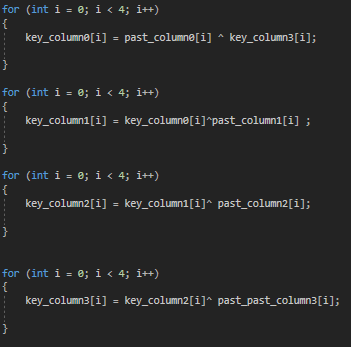 for (int i = 0; i < 4; i++)
{
key_column0[i] = past_column0[i] ^ key_column3[i];
}
for (int i = 0; i < 4; i++)
{
key_column1[i] = key_column0[i]^past_column1[i] ;
}
for (int i = 0; i < 4; i++)
{
key_column2[i] = key_column1[i]^ past_column2[i];
}
for (int i = 0; i < 4; i++)
{
key_column3[i] = key_column2[i]^ past_past_column3[i];
}